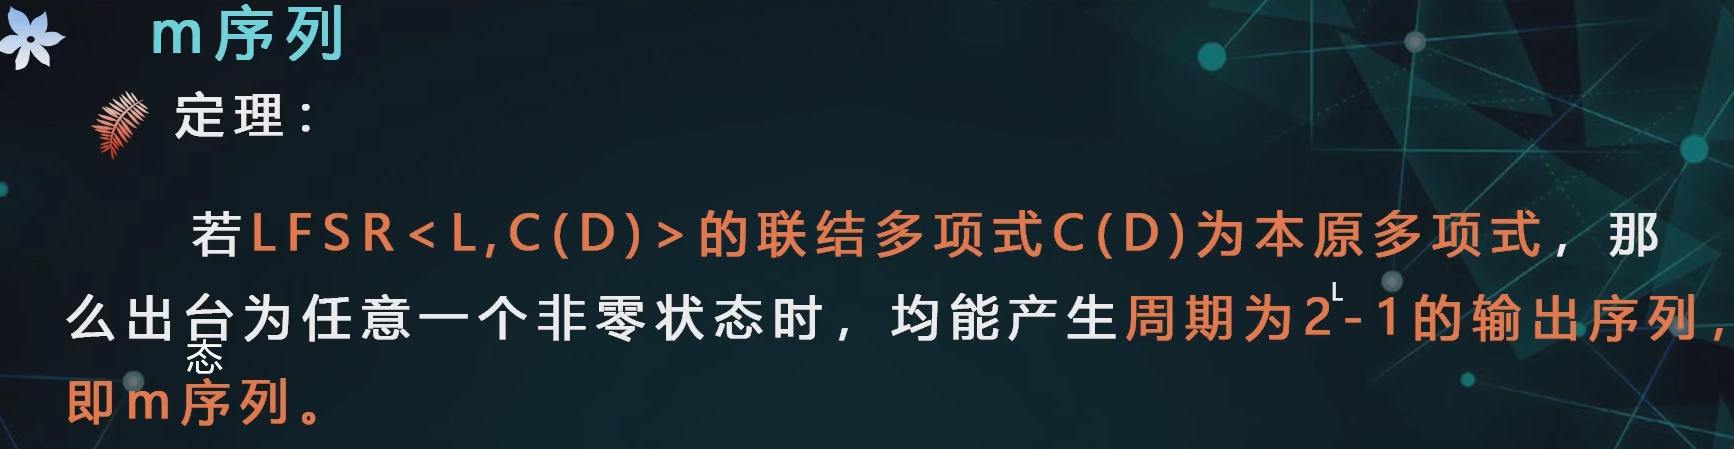 m序列
定理：
若LFSR<L,C(D)>的联结多项式C(D)为本原多项式，那
么出台为任意一个非零状态时，均能产生周期为2ᴸ-1的输出序列，
态
即m序列。